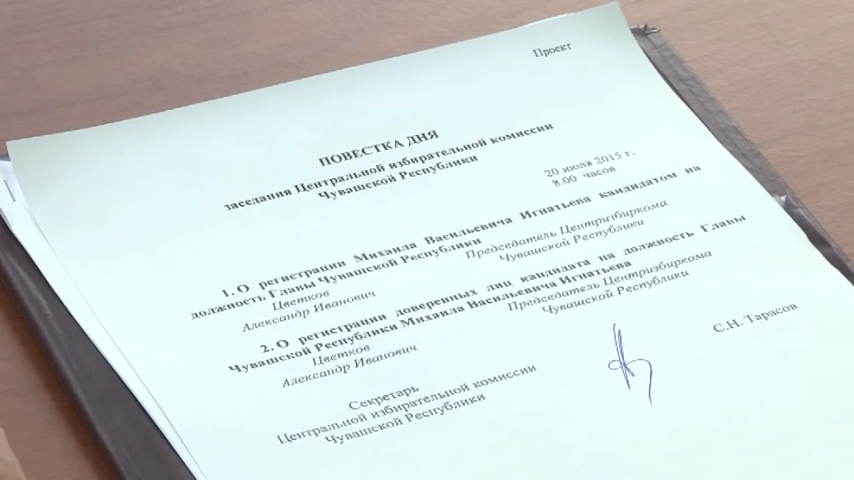 Проект
ПОВЕСТКА ДНЯ
заседания Центральной избирательной комиссии
Чувашской Республики
20 июля 2015 г.
8.00 часов
1. О регистрации Михаила Васильевича Игнатьева кандидатом на
должность Главы Чувашской Республики
Цветков Председатель Центризбиркома
Александр Иванович Чувашской Республики
2. О регистрации доверенных лиц кандидата на должность Главы
Чувашской Республики Михаила Васильевича Игнатьева
Цветков Председатель Центризбиркома
Александр Иванович Чувашской Республики
Секретарь
Центральной избирательной комиссии
Чувашской Республики
С.Н. Тарасов